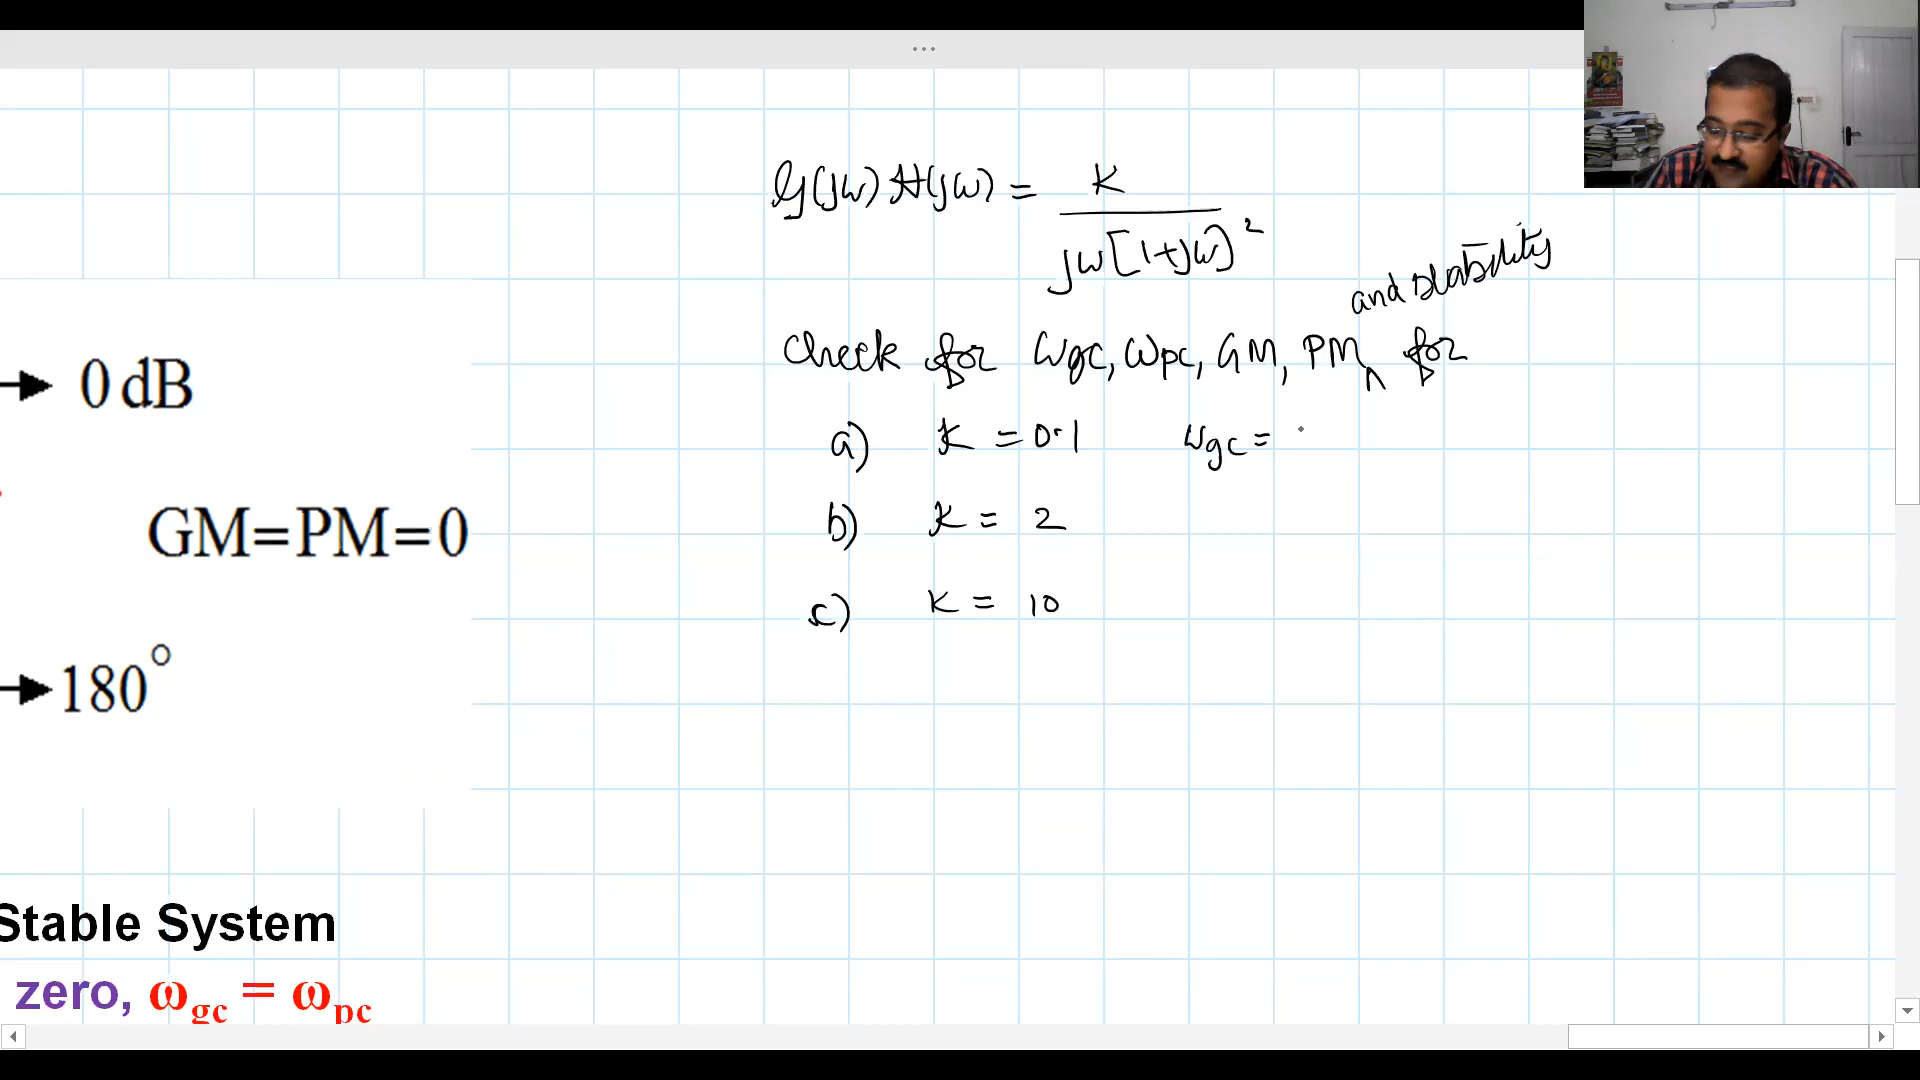 0 dB
GM=PM=0
180°
Stable System
zero, ωgc = ωpc
G(jω) H(jω) = K / jω[1+jω]²
and stability
check for ωgc, ωpc, GM, PM ^ for
a) K = 0.1 ωgc =
b) K = 2
c) K = 10